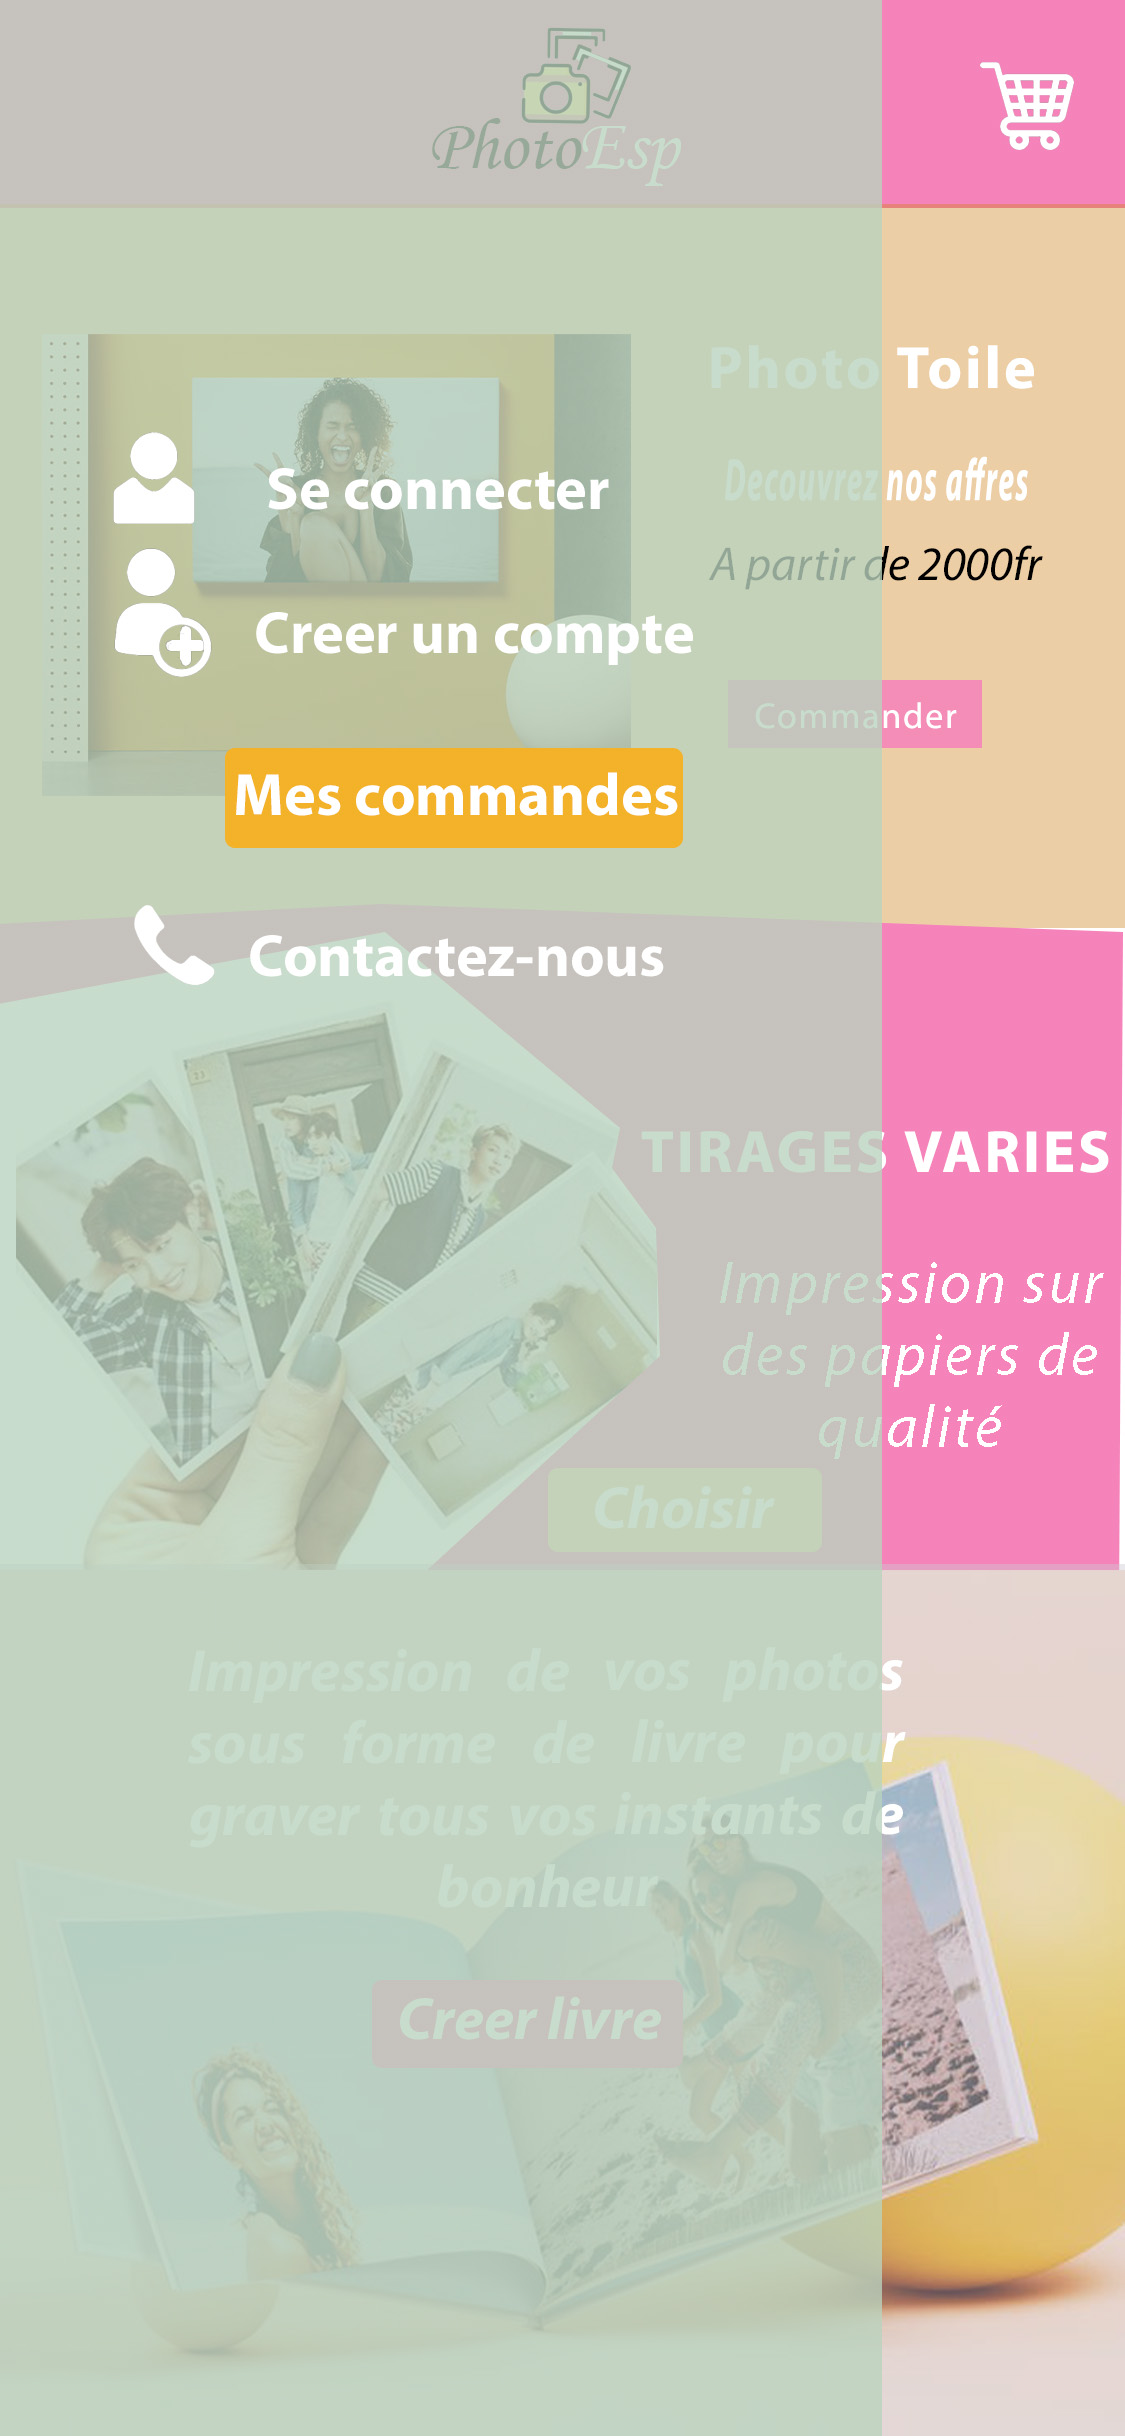 PhotoEsp
Photo Toile
Se connecter
Decouvrez nos affres
A partir de 2000fr
Creer un compte
Commander
Mes commandes
Contactez-nous
TIRAGES VARIES
Impression sur
des papiers de
qualité
Choisir
Impression de vos photos
sous forme de livre pour
graver tous vos instants de
bonheur
Creer livre